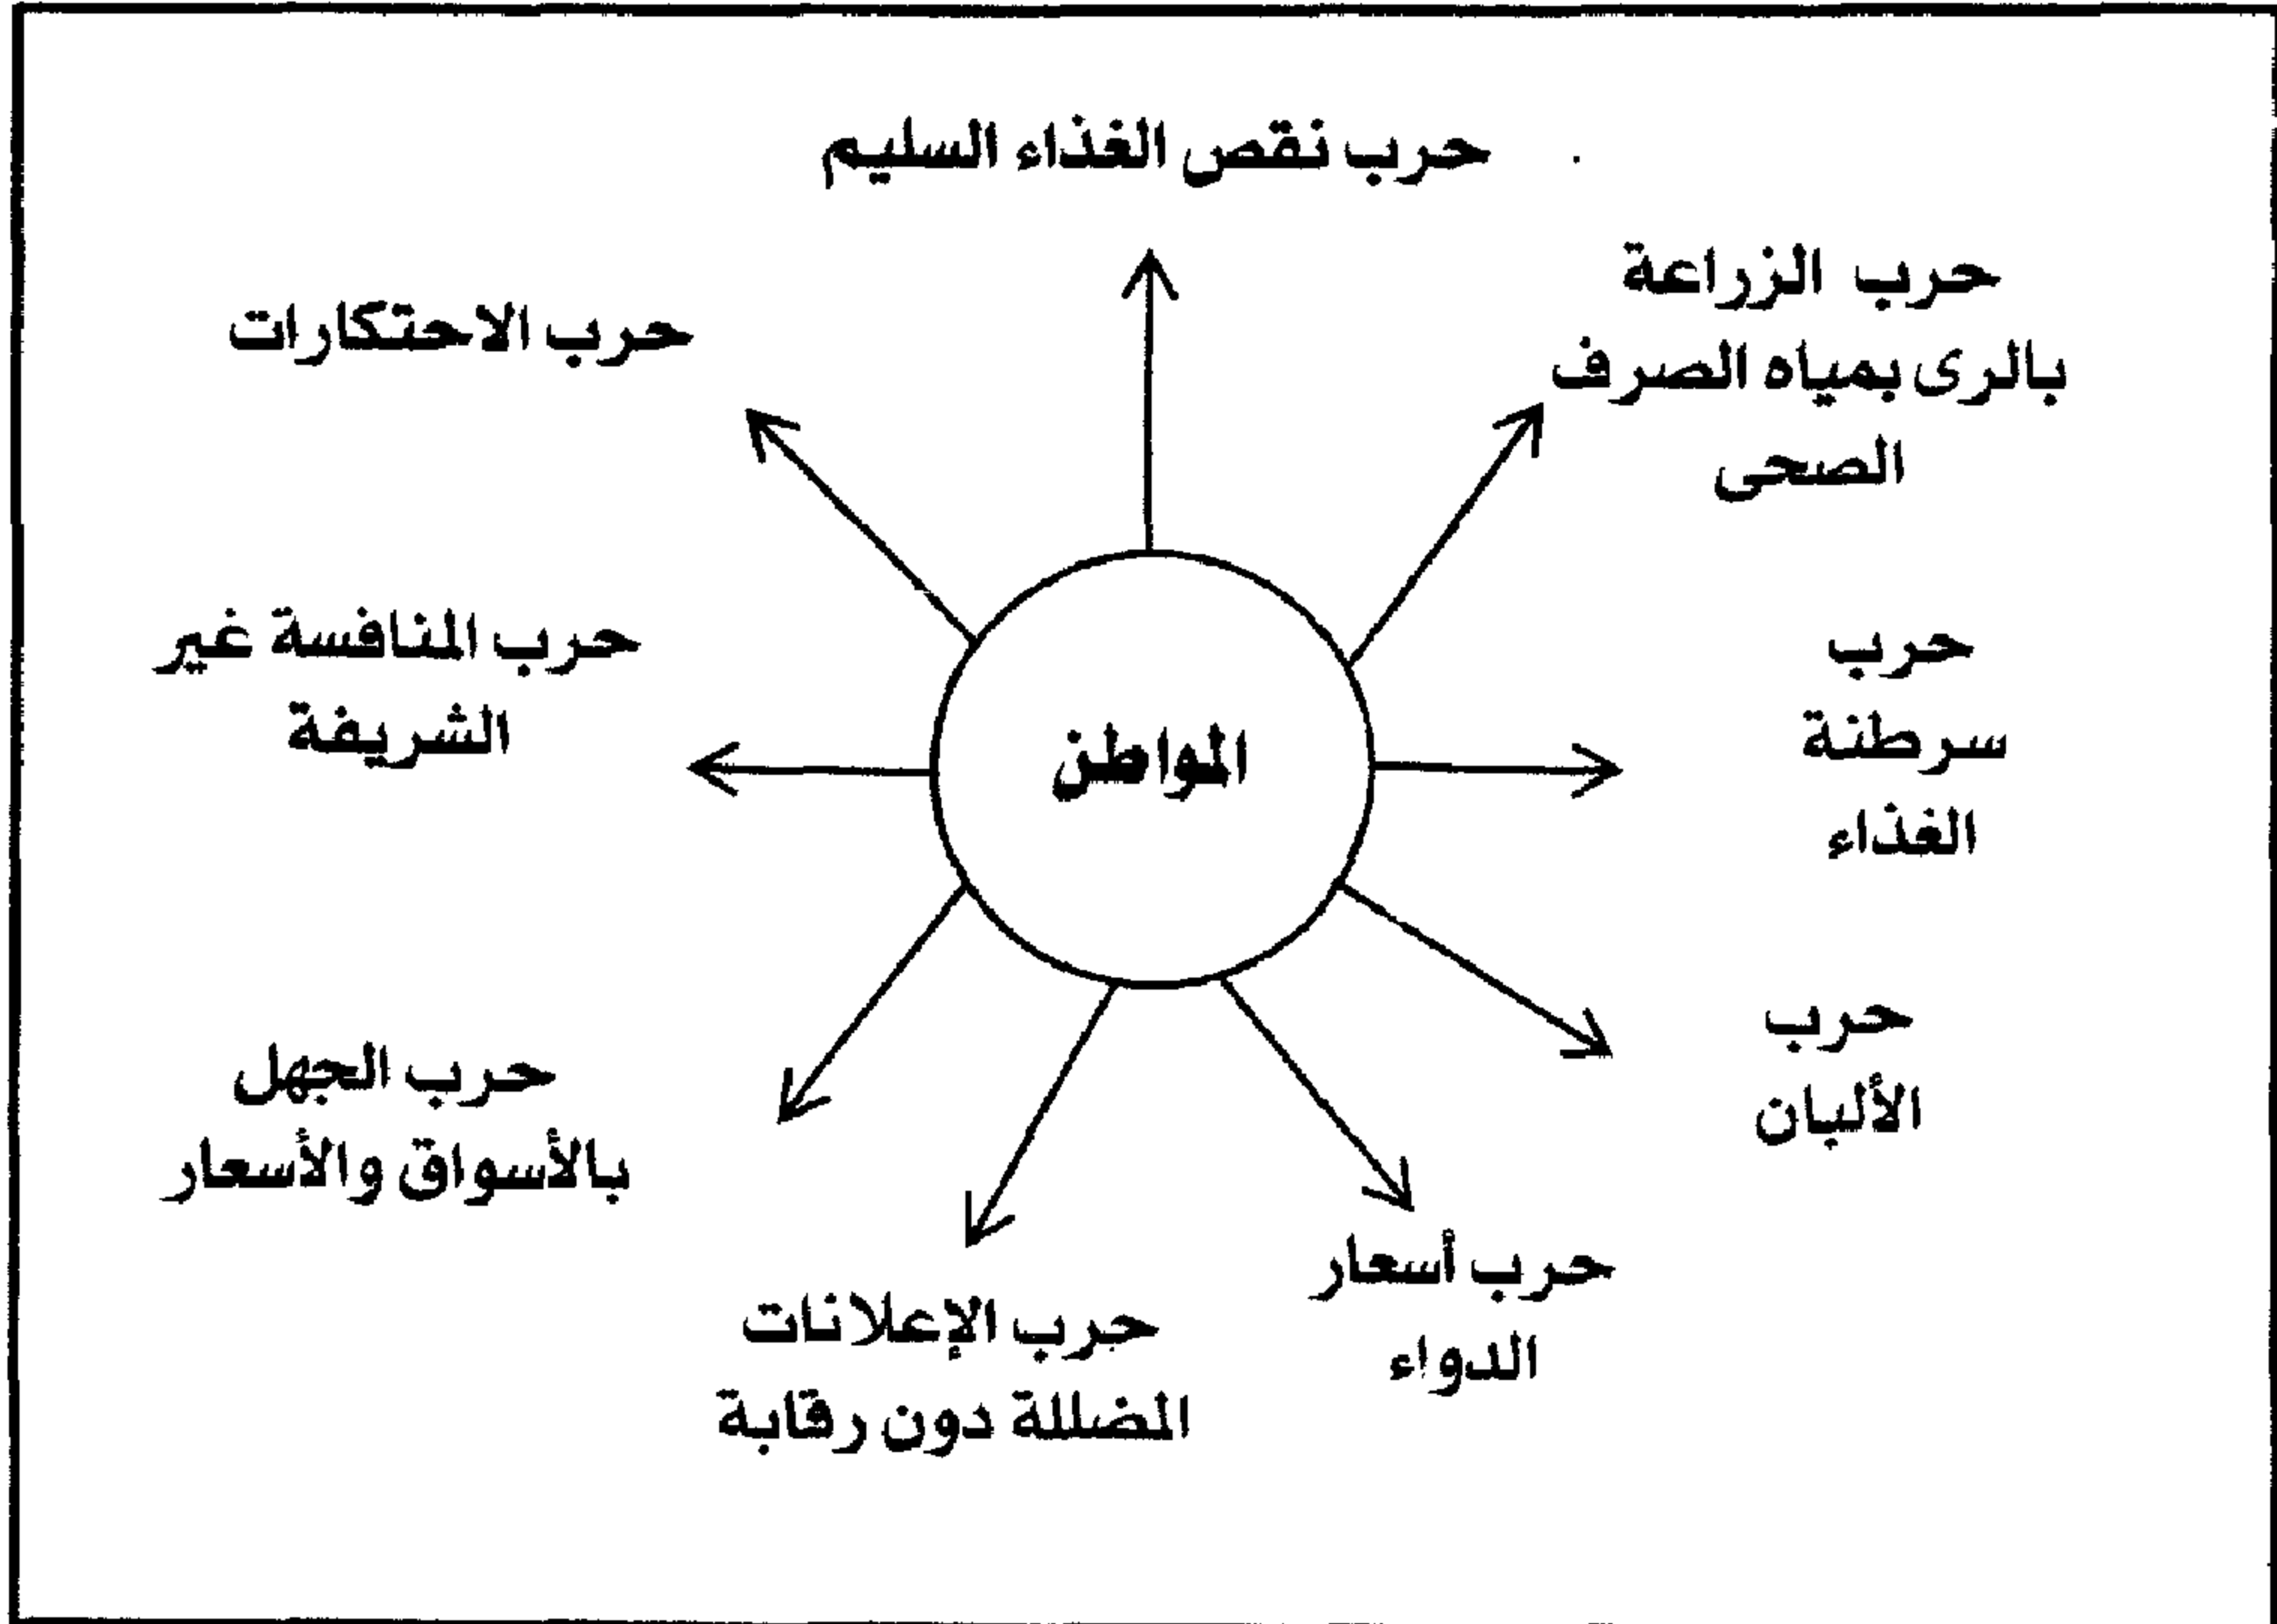 حرب نقص الغذاء السليم
حرب الزراعة
بالرى بمياه الصرف
الصحى
حرب
سرطنة
الغذاء
حرب
الألبان
حرب أسعار
الدواء
حرب الإعلانات
المضللة دون رقابة
حرب الجهل
بالأسواق والأسعار
حرب المنافسة غير
الشريفة
حرب الاحتكارات
المواطن